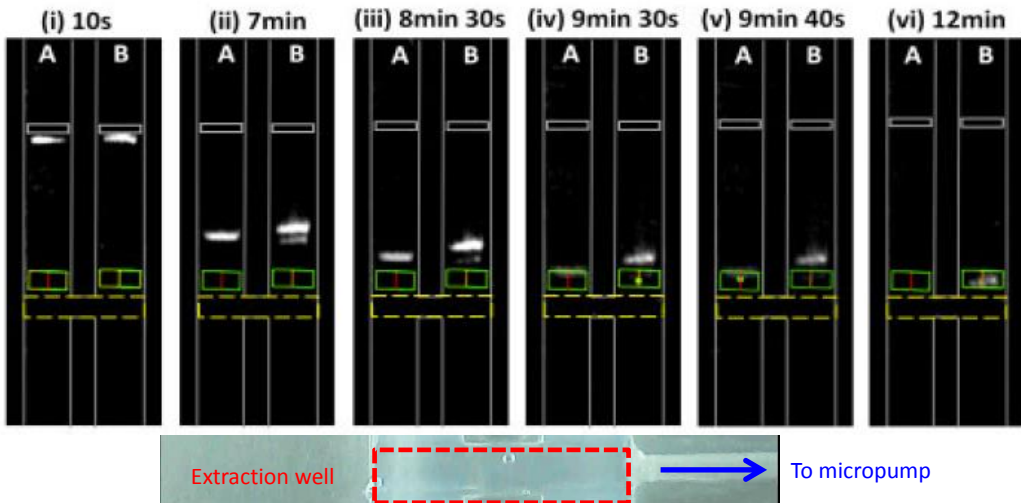 (i) 10s (ii) 7min (iii) 8min 30s (iv) 9min 30s (v) 9min 40s (vi) 12min
A B A B A B A B A B A B
Extraction well To micropump